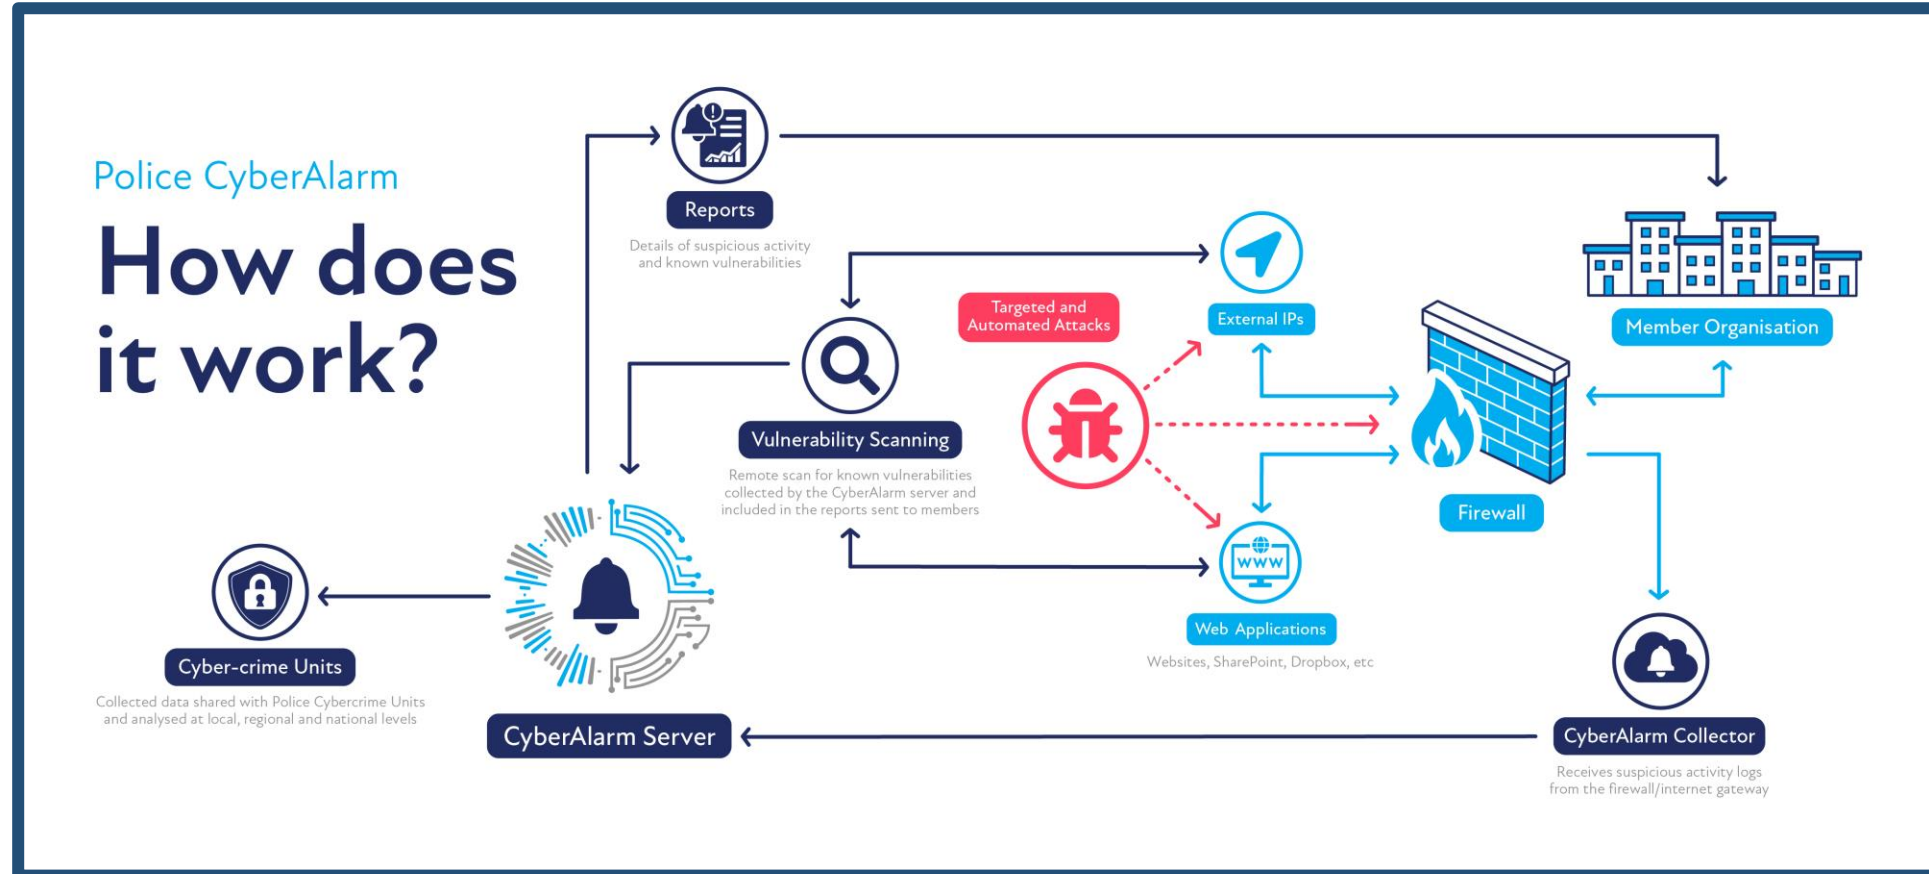 Police CyberAlarm
How does
it work?
Reports
Details of suspicious activity
and known vulnerabilities
Targeted and
Automated Attacks
External IPs
Member Organisation
Vulnerability Scanning
Remote scan for known vulnerabilities
collected by the CyberAlarm server and
included in the reports sent to members
Firewall
www
Web Applications
Websites, SharePoint, Dropbox, etc
Cyber-crime Units
Collected data shared with Police Cybercrime Units
and analysed at local, regional and national levels
CyberAlarm Server
CyberAlarm Collector
Receives suspicious activity logs
from the firewall/internet gateway